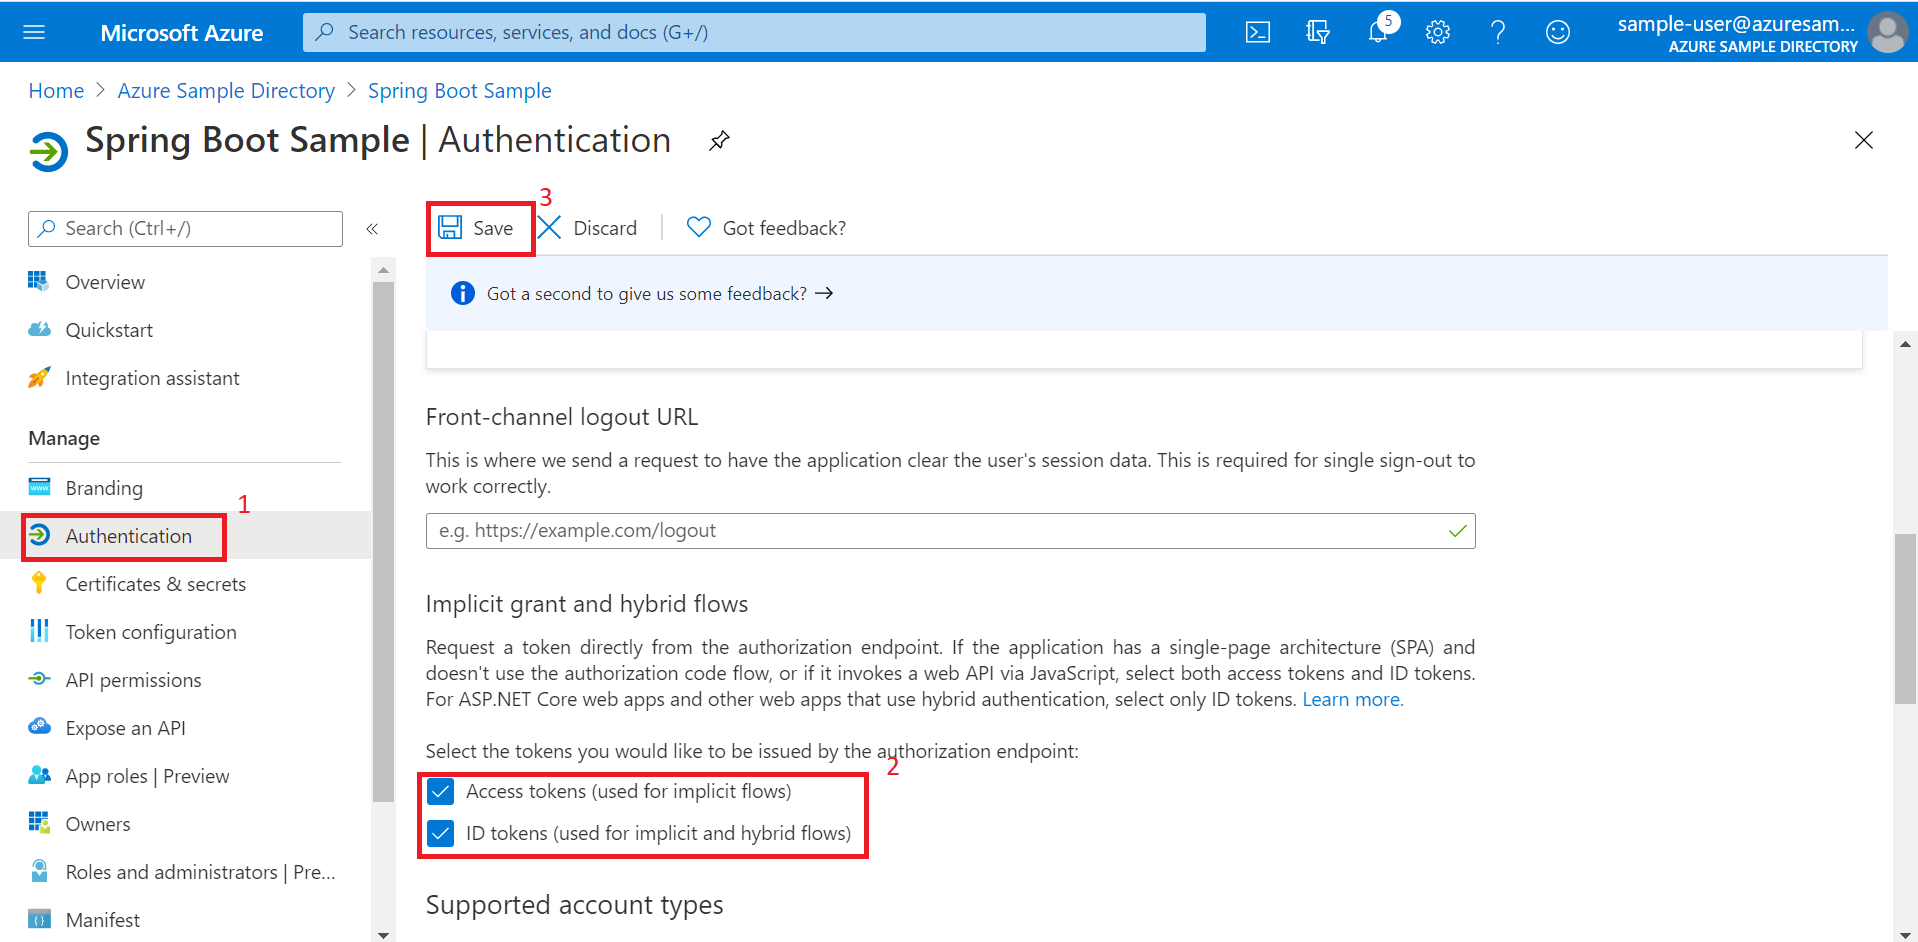 Microsoft Azure
Search resources, services, and docs (G+/)
5
sample-user@azuresam...
AZURE SAMPLE DIRECTORY
Home > Azure Sample Directory > Spring Boot Sample
Spring Boot Sample | Authentication
Search (Ctrl+/)
«
Overview
Quickstart
Integration assistant
Manage
Branding
1
Authentication
Certificates & secrets
Token configuration
API permissions
Expose an API
App roles | Preview
Owners
Roles and administrators | Pre...
Manifest
3
Save
Discard
Got feedback?
Got a second to give us some feedback? →
Front-channel logout URL
This is where we send a request to have the application clear the user's session data. This is required for single sign-out to
work correctly.
e.g. https://example.com/logout
Implicit grant and hybrid flows
Request a token directly from the authorization endpoint. If the application has a single-page architecture (SPA) and
doesn't use the authorization code flow, or if it invokes a web API via JavaScript, select both access tokens and ID tokens.
For ASP.NET Core web apps and other web apps that use hybrid authentication, select only ID tokens. Learn more.
Select the tokens you would like to be issued by the authorization endpoint:
2
Access tokens (used for implicit flows)
ID tokens (used for implicit and hybrid flows)
Supported account types